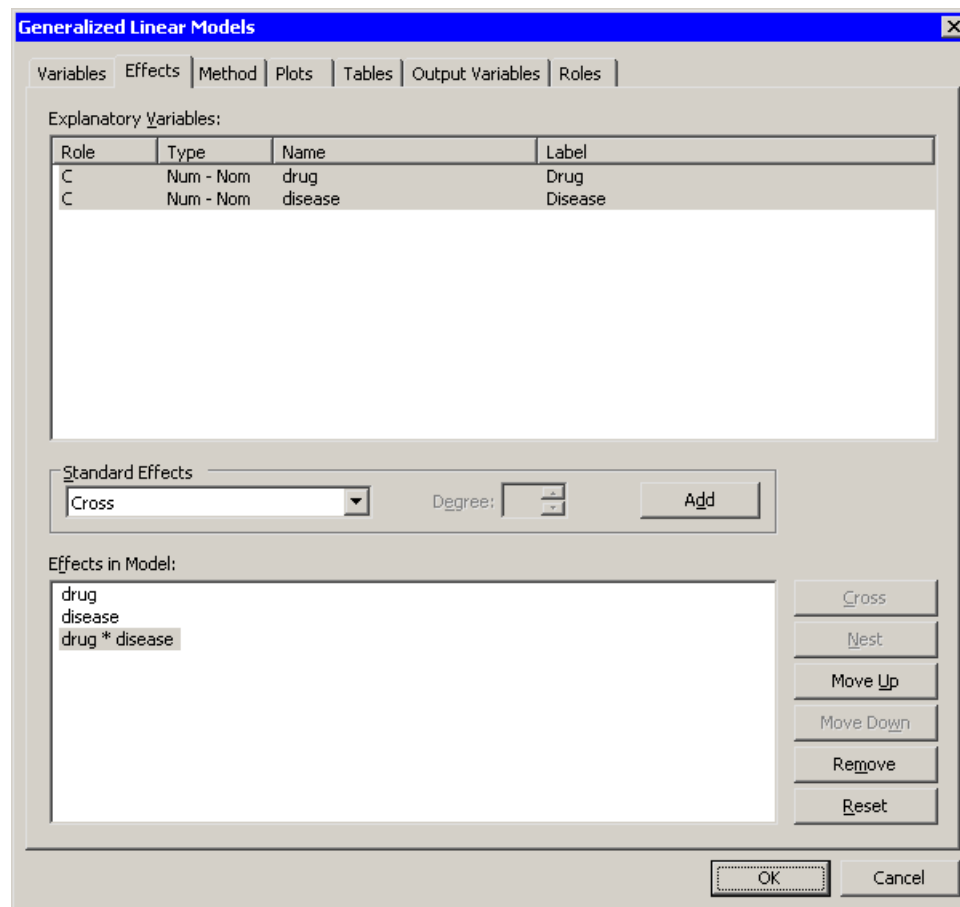 Generalized Linear Models
Variables Effects Method Plots Tables Output Variables Roles
Explanatory Variables:
Role Type Name Label
C Num - Nom drug Drug
C Num - Nom disease Disease
Standard Effects
Cross Degree: Add
Effects in Model:
drug
disease
drug * disease
Cross
Nest
Move Up
Move Down
Remove
Reset
OK Cancel